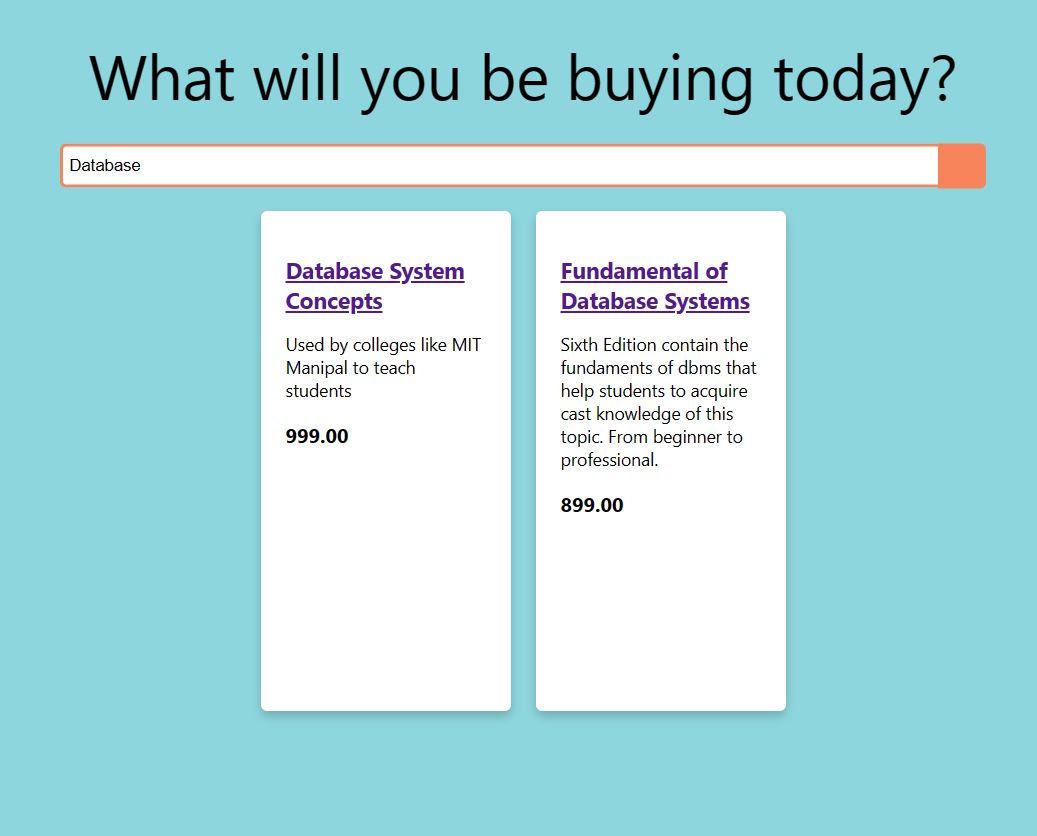 What will you be buying today?
Database
Database System
Concepts
Used by colleges like MIT
Manipal to teach
students
999.00
Fundamental of
Database Systems
Sixth Edition contain the
fundaments of dbms that
help students to acquire
cast knowledge of this
topic. From beginner to
professional.
899.00